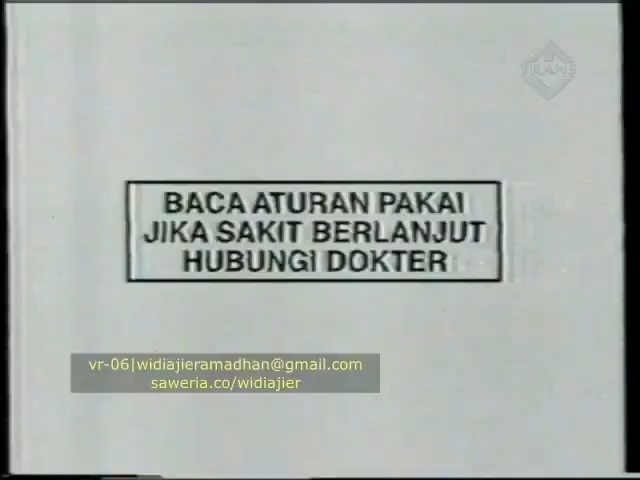 TRANS
BACA ATURAN PAKAI
JIKA SAKIT BERLANJUT
HUBUNGI DOKTER
vr-06|widiajieramadhan@gmail.com
saweria.co/widiajier